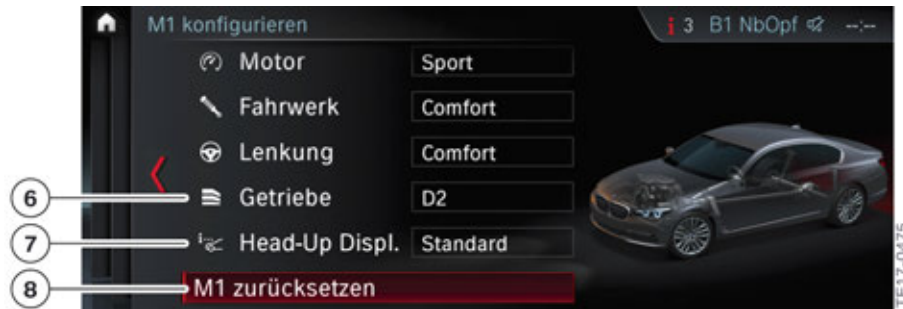 M1 konfigurieren
i 3 B1 NbOpf --:--
Motor Sport
Fahrwerk Comfort
Lenkung Comfort
6 Getriebe D2
7 Head-Up Displ. Standard
8 M1 zurücksetzen
TE17-0475